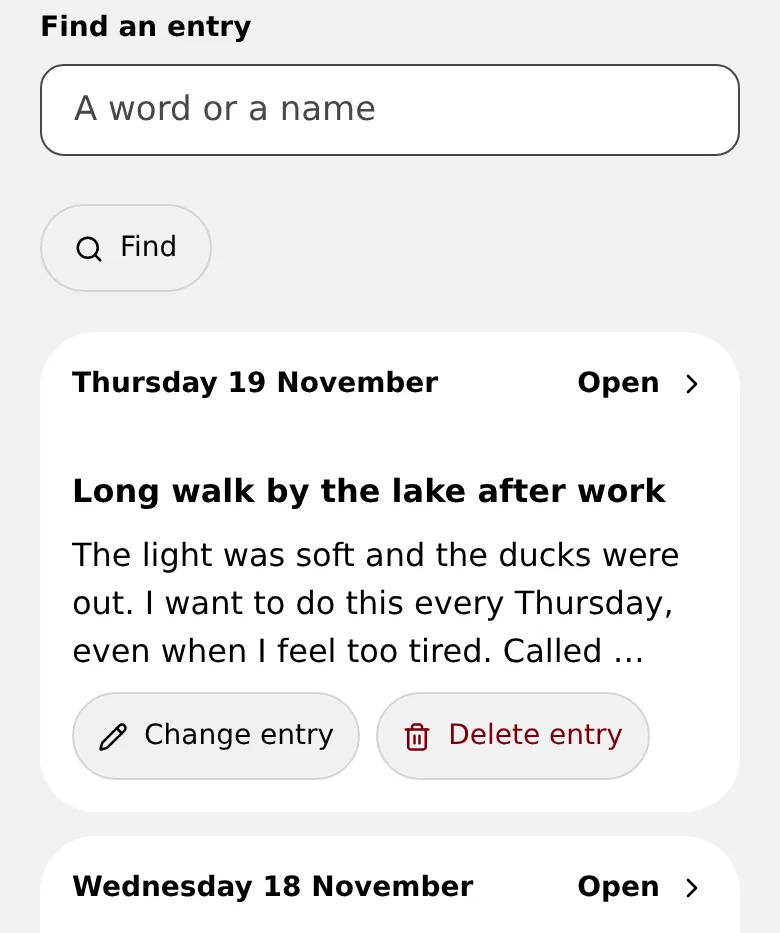 Find an entry
A word or a name
Find
Thursday 19 November Open
Long walk by the lake after work
The light was soft and the ducks were
out. I want to do this every Thursday,
even when I feel too tired. Called ...
Change entry Delete entry
Wednesday 18 November Open